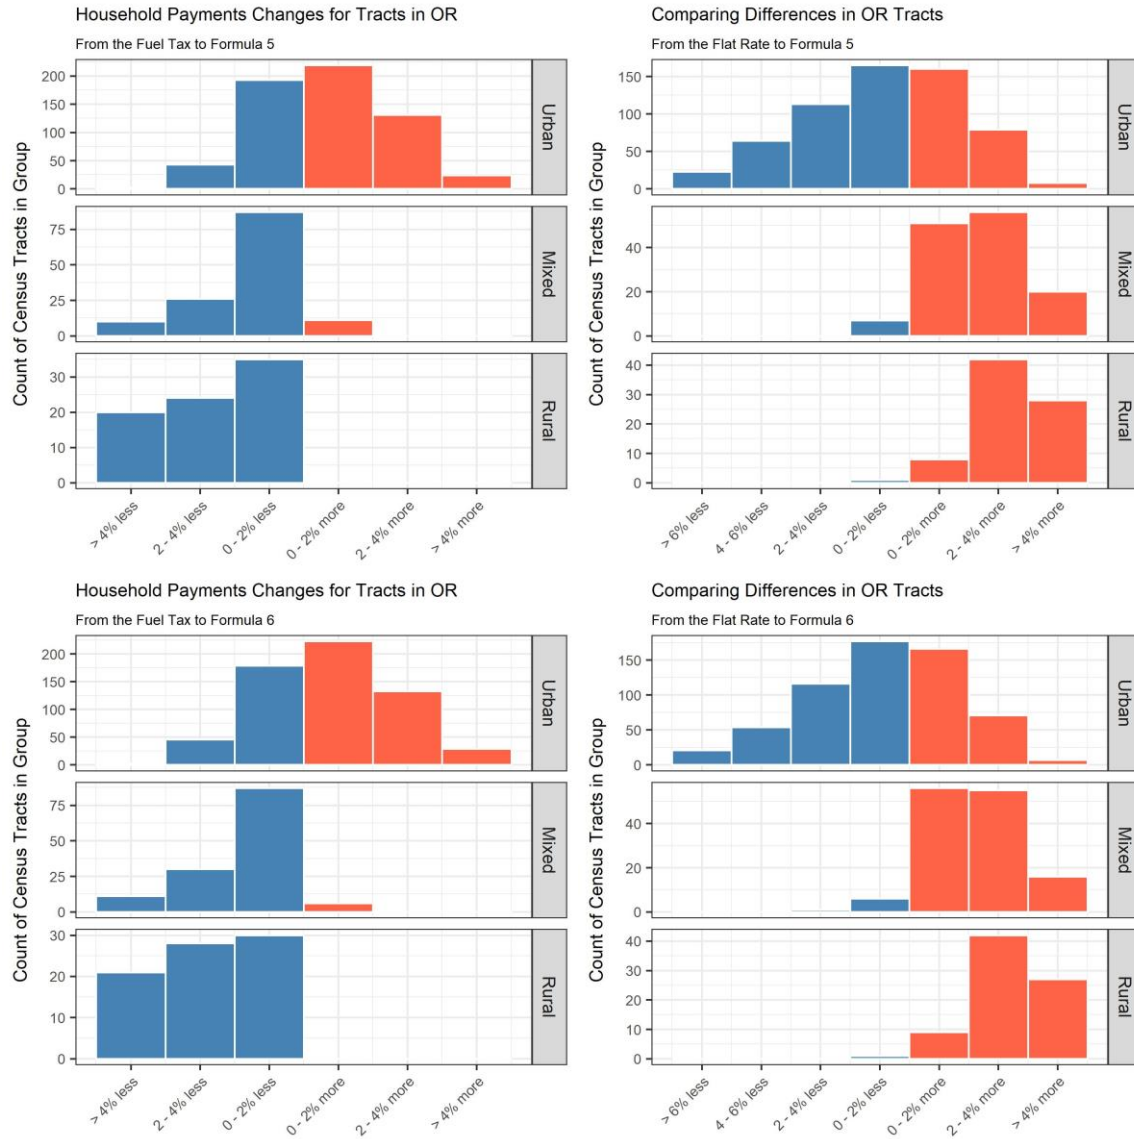 Household Payments Changes for Tracts in OR
From the Fuel Tax to Formula 5
Count of Census Tracts in Group
200
150
100
50
0
Urban
75
50
25
0
Mixed
30
20
10
0
Rural
> 4% less
2 - 4% less
0 - 2% less
0 - 2% more
2 - 4% more
> 4% more
Comparing Differences in OR Tracts
From the Flat Rate to Formula 5
Count of Census Tracts in Group
150
100
50
0
Urban
40
20
0
Mixed
40
30
20
10
0
Rural
> 6% less
4 - 6% less
2 - 4% less
0 - 2% less
0 - 2% more
2 - 4% more
> 4% more
Household Payments Changes for Tracts in OR
From the Fuel Tax to Formula 6
Count of Census Tracts in Group
200
150
100
50
0
Urban
75
50
25
0
Mixed
30
20
10
0
Rural
> 4% less
2 - 4% less
0 - 2% less
0 - 2% more
2 - 4% more
> 4% more
Comparing Differences in OR Tracts
From the Flat Rate to Formula 6
Count of Census Tracts in Group
150
100
50
0
Urban
40
20
0
Mixed
40
30
20
10
0
Rural
> 6% less
4 - 6% less
2 - 4% less
0 - 2% less
0 - 2% more
2 - 4% more
> 4% more